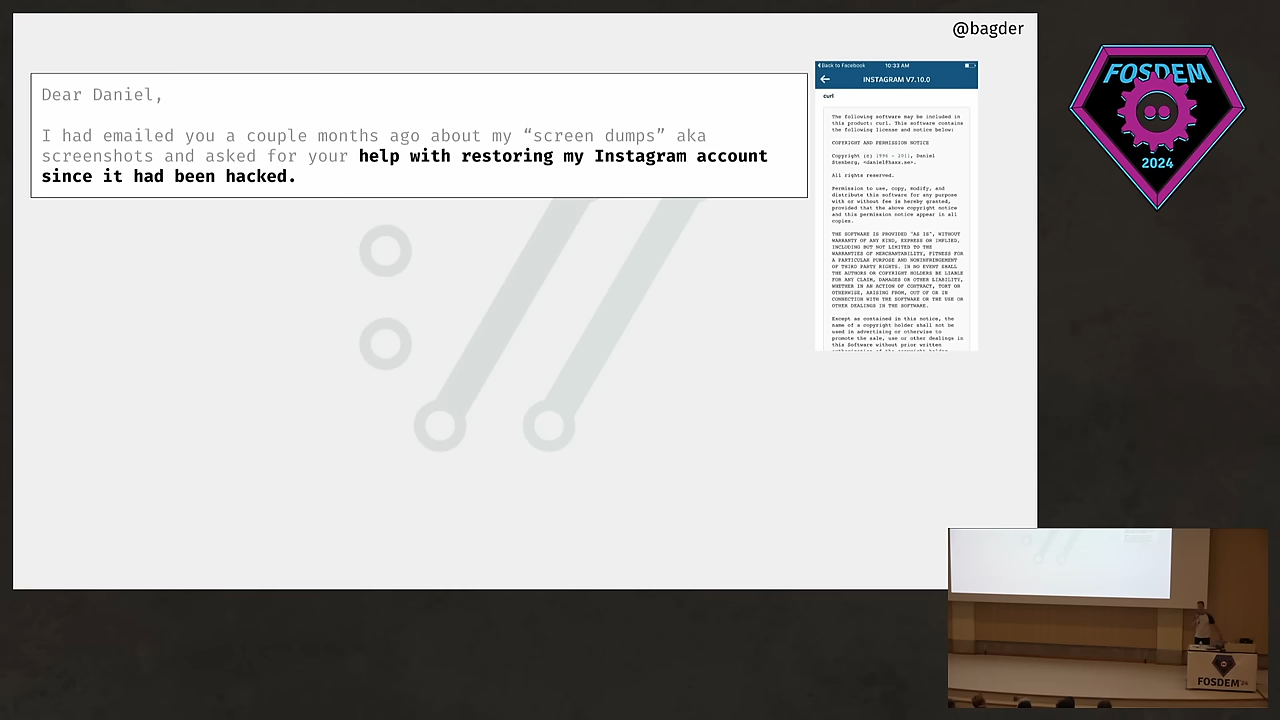 @bagder
Dear Daniel,
I had emailed you a couple months ago about my “screen dumps” aka
screenshots and asked for your help with restoring my Instagram account
since it had been hacked.
Back to Facebook 10:33 AM
INSTAGRAM V7.10.0
curl
The following software may be included in
this product: curl. This software contains
the following license and notice below:
COPYRIGHT AND PERMISSION NOTICE
Copyright (c) 1996 - 2011, Daniel
Stenberg, <daniel@haxx.se>.
All rights reserved.
Permission to use, copy, modify, and
distribute this software for any purpose
with or without fee is hereby granted,
provided that the above copyright notice
and this permission notice appear in all
copies.
THE SOFTWARE IS PROVIDED "AS IS", WITHOUT
WARRANTY OF ANY KIND, EXPRESS OR IMPLIED,
INCLUDING BUT NOT LIMITED TO THE
WARRANTIES OF MERCHANTABILITY, FITNESS FOR
A PARTICULAR PURPOSE AND NONINFRINGEMENT
OF THIRD PARTY RIGHTS. IN NO EVENT SHALL
THE AUTHORS OR COPYRIGHT HOLDERS BE LIABLE
FOR ANY CLAIM, DAMAGES OR OTHER LIABILITY,
WHETHER IN AN ACTION OF CONTRACT, TORT OR
OTHERWISE, ARISING FROM, OUT OF OR IN
CONNECTION WITH THE SOFTWARE OR THE USE OR
OTHER DEALINGS IN THE SOFTWARE.
Except as contained in this notice, the
name of a copyright holder shall not be
used in advertising or otherwise to
promote the sale, use or other dealings in
this Software without prior written
FOSDEM
2024
FOSDEM'24